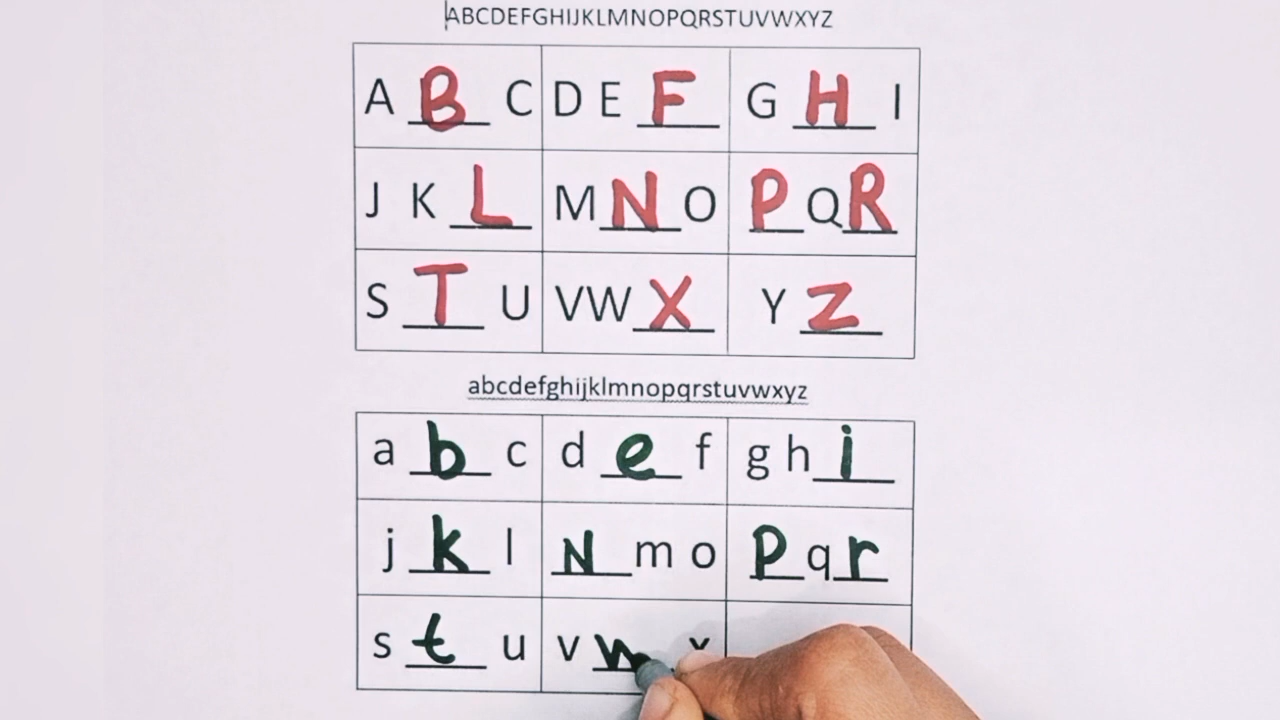 ABCDEFGHIJKLMNOPQRSTUVWXYZ
A B C D E F G H I
J K L M N O P Q R
S T U V W X Y Z
abcdefghijklmnopqrstuvwxyz
a b c d e f g h i
j k l N m o p q r
s t u v